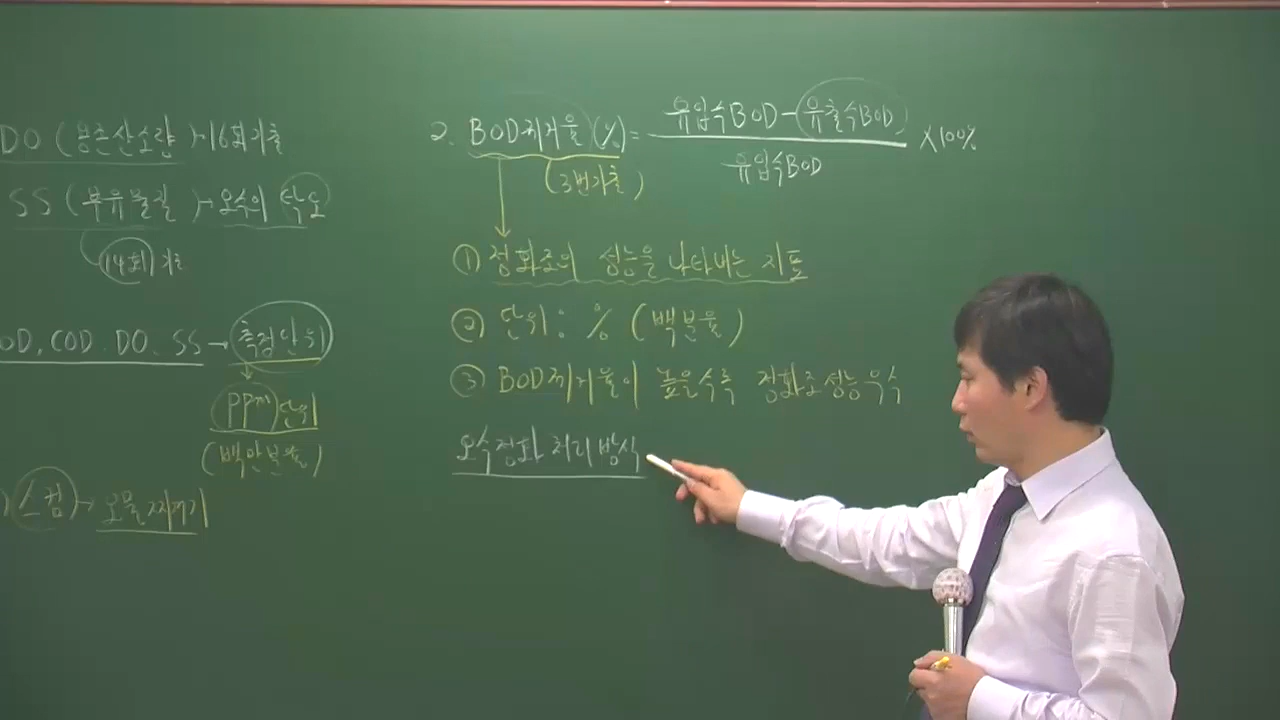 DO (용존산소량) → 16회기출
SS (부유물질) → 오수의 탁도
14회 기출
OD, COD, DO, SS → 측정단위
PPm 단위
(백만분율)
) 스컴 → 오물찌꺼기
2. BOD제거율 (%) = 유입수BOD - 유출수BOD / 유입수BOD × 100%
(3번기출)
① 정화조의 성능을 나타내는 지표
② 단위 : % (백분율)
③ BOD제거율이 높을수록 정화조성능우수
오수정화 처리방식